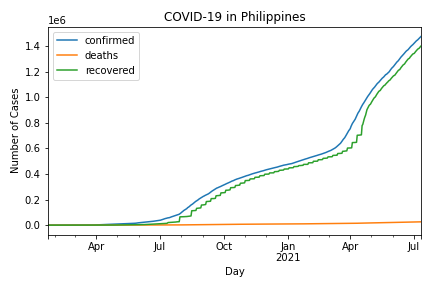 COVID-19 in Philippines
1e6
confirmed
deaths
recovered
1.4
1.2
1.0
0.8
0.6
0.4
0.2
0.0
Number of Cases
Apr Jul Oct Jan Apr Jul
2021
Day